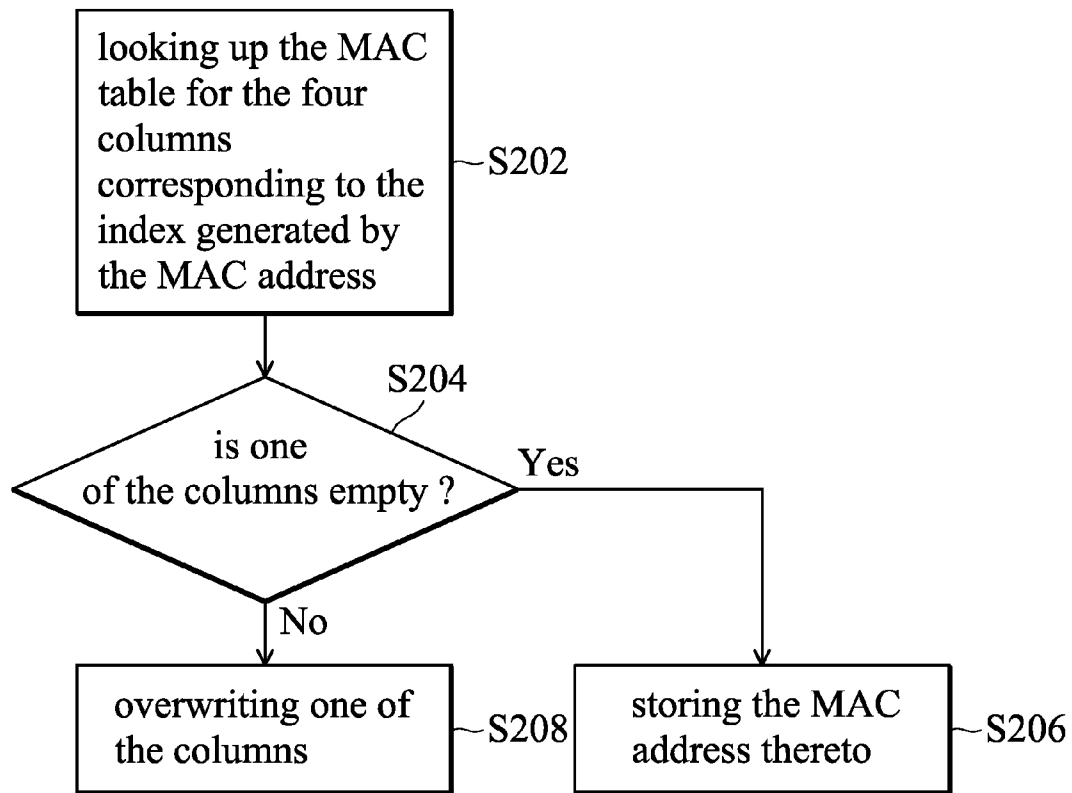 looking up the MAC
table for the four
columns
corresponding to the
index generated by
the MAC address
S202
S204
is one
of the columns empty ?
Yes
No
overwriting one of
the columns
S208
storing the MAC
address thereto
S206